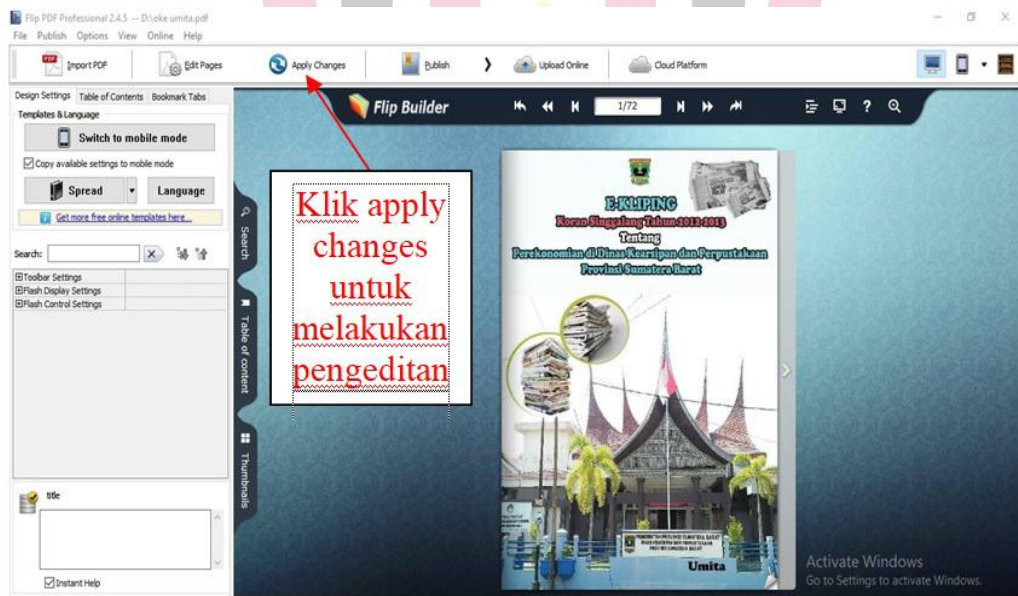 Flip PDF Professional 2.4.5 -- D:\oke umita.pdf
File Publish Options View Online Help
Import PDF Edit Pages Apply Changes Publish Upload Online Cloud Platform
Design Settings Table of Contents Bookmark Tabs
Templates & Language
Switch to mobile mode
Copy available settings to mobile mode
Spread Language
Get more free online templates here...
Search:
Toolbar Settings
Flash Display Settings
Flash Control Settings
title
Instant Help
Flip Builder 1/72
Search
Table of content
Thumbnails
Klik apply
changes
untuk
melakukan
pengeditan
E-KLIPING
Koran Singgalang Tahun 2012-2013
Tentang
Perekonomian di Dinas Kearsipan dan Perpustakaan
Provinsi Sumatera Barat
PEMERINTAH PROVINSI SUMATERA BARAT
Umita
Activate Windows
Go to Settings to activate Windows.